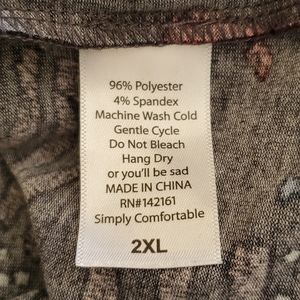 96% Polyester
4% Spandex
Machine Wash Cold
Gentle Cycle
Do Not Bleach
Hang Dry
or you'll be sad
MADE IN CHINA
RN#142161
Simply Comfortable
2XL